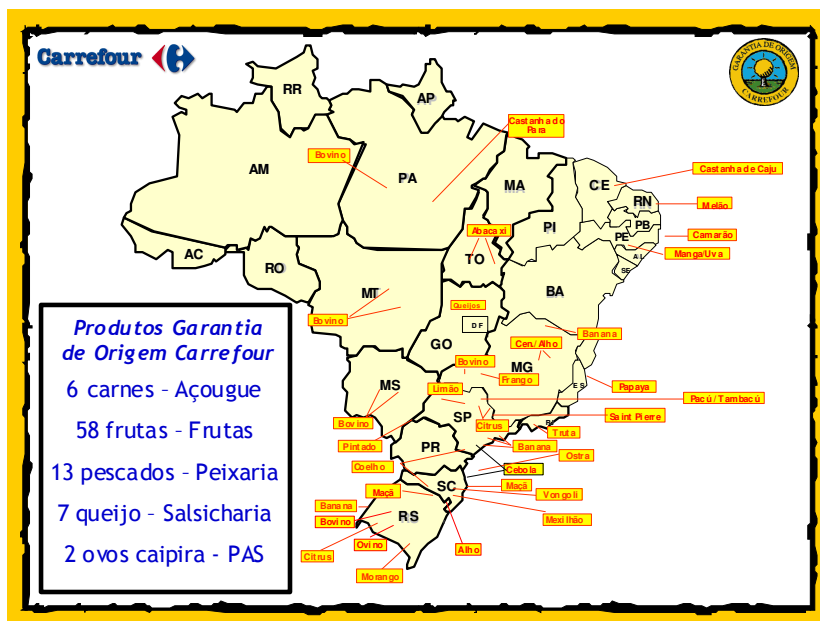 Carrefour
GARANTIA DE ORIGEM
CARREFOUR
RR
AP
Castanha do
Para
Bovino
AM
PA
MA
CE
Castanha de Caju
RN
Melão
PB
PI
PE
Camarão
Abacaxi
Manga/Uva
AL
AC
RO
TO
SE
MT
BA
Queijos
Bovino
DF
Banana
GO
Cen./Alho
Bovino
MG
Frango
MS
Limão
ES
Papaya
Pacú / Tambacú
SP
Saint Pierre
Bovino
Citrus
RJ
Truta
Pintado
PR
Banana
Ostra
Coelho
Cebola
SC
Maçã
Maçã
Vongoli
Banana
RS
Bovino
Mexilhão
Ovino
Alho
Citrus
Morango
Produtos Garantia
de Origem Carrefour
6 carnes – Açougue
58 frutas – Frutas
13 pescados – Peixaria
7 queijo – Salsicharia
2 ovos caipira - PAS